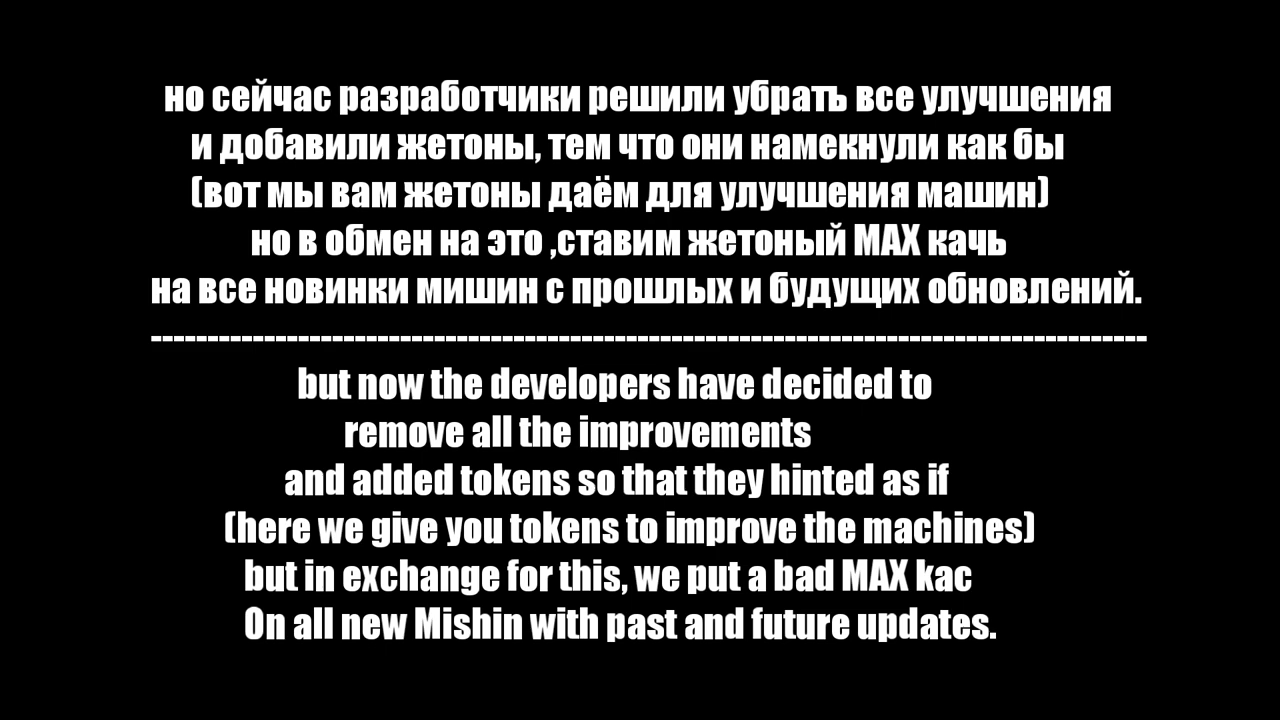 но сейчас разработчики решили убрать все улучшения
и добавили жетоны, тем что они намекнули как бы
(вот мы вам жетоны даём для улучшения машин)
но в обмен на это ,ставим жетоный MAX качь
на все новинки мишин с прошлых и будущих обновлений.
-----------------------------------------------------------------------------------------
but now the developers have decided to
remove all the improvements
and added tokens so that they hinted as if
(here we give you tokens to improve the machines)
but in exchange for this, we put a bad MAX kac
On all new Mishin with past and future updates.